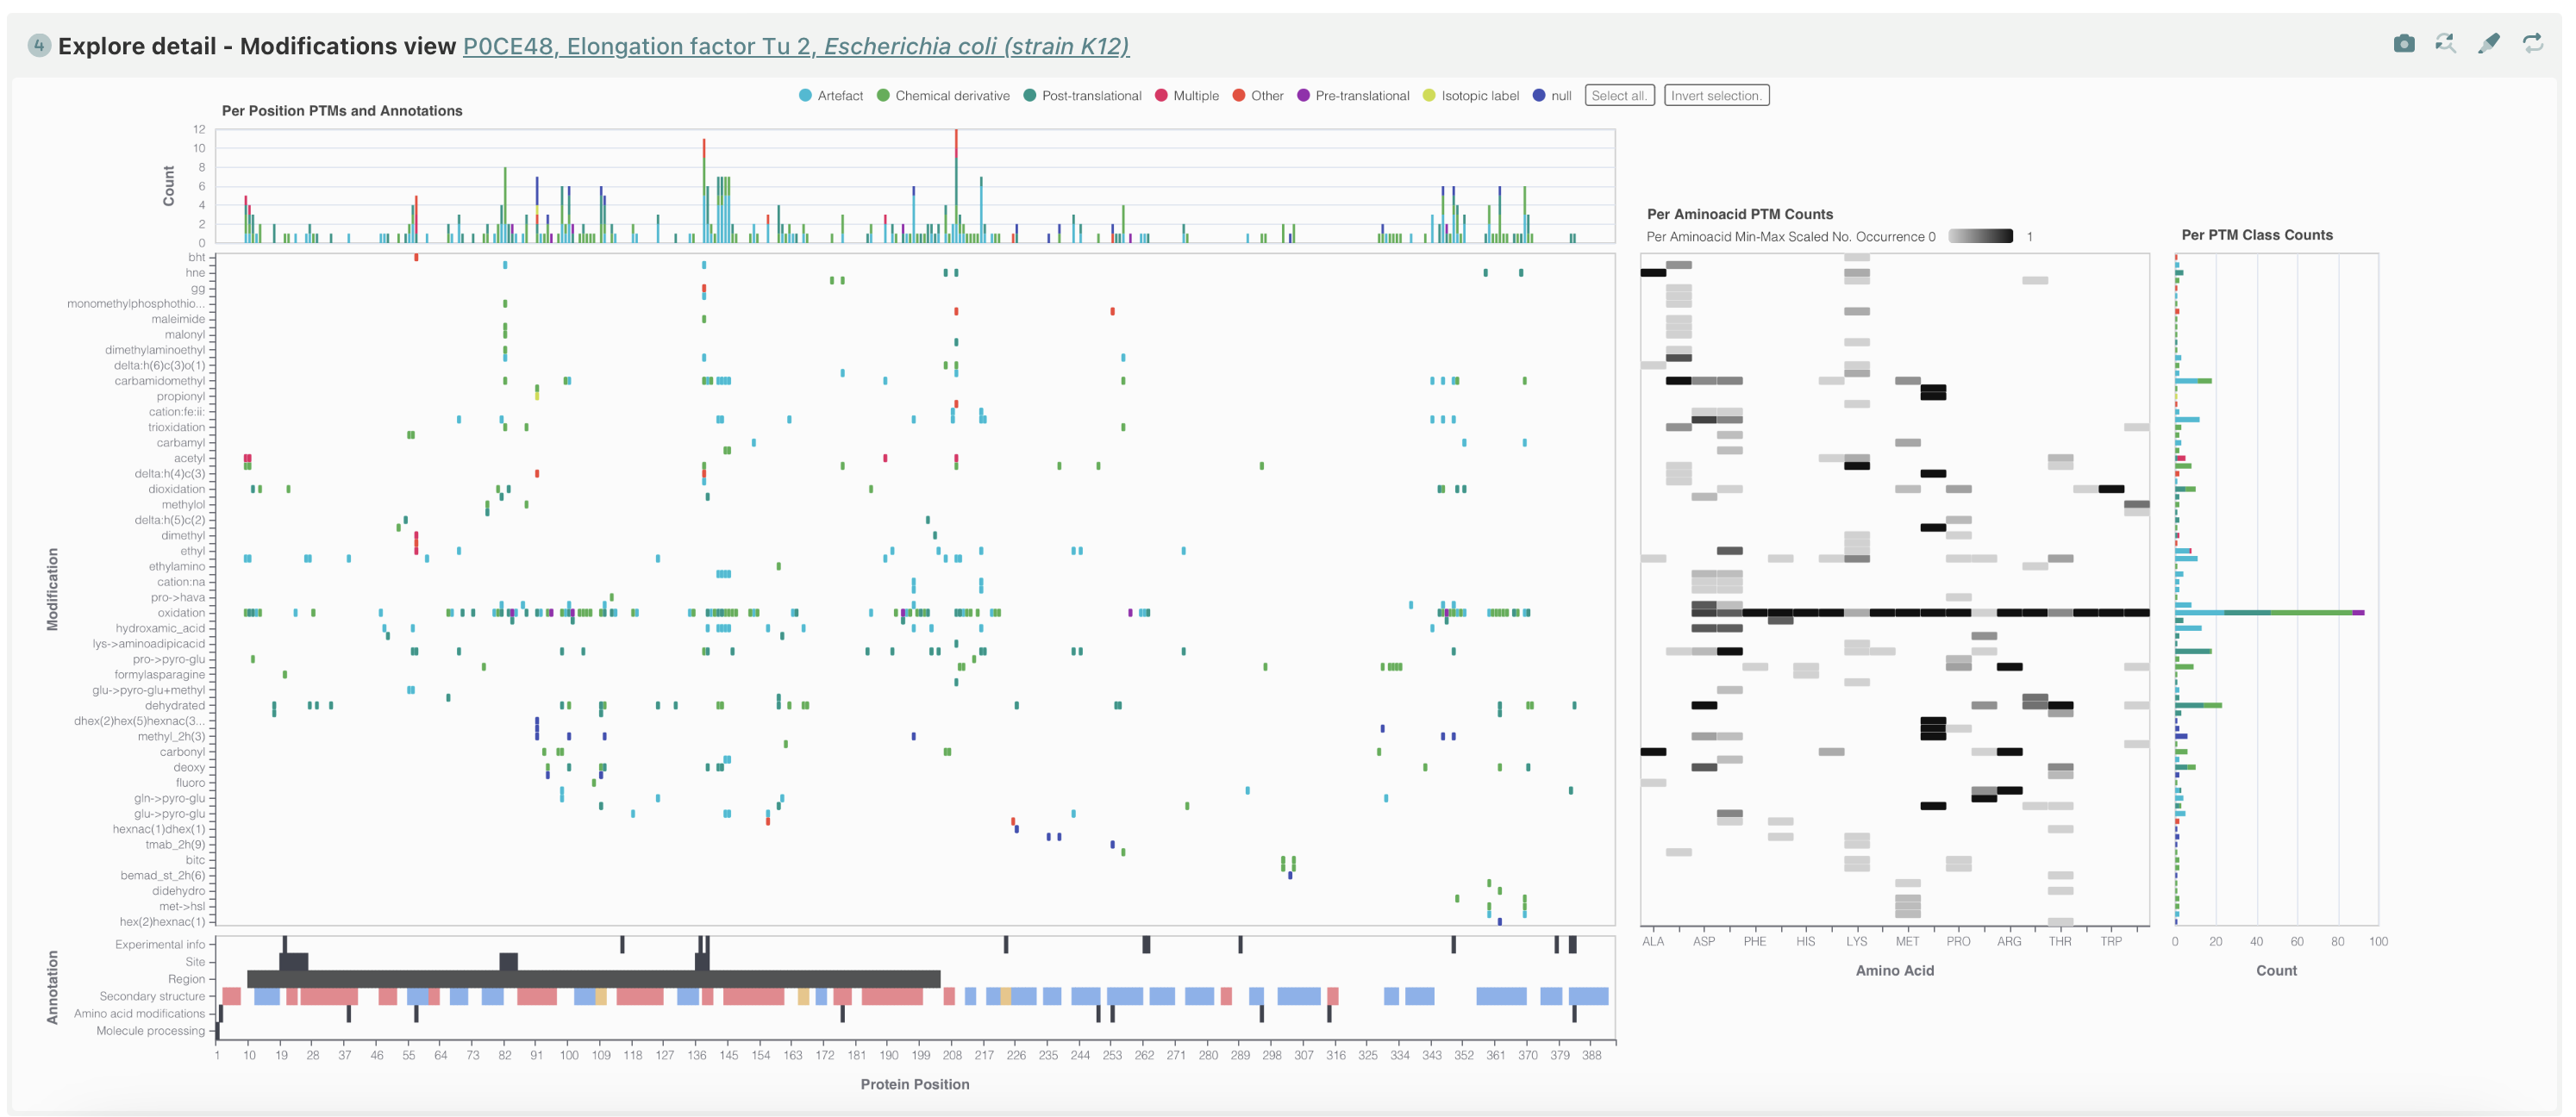 4 Explore detail - Modifications view P0CE48, Elongation factor Tu 2, Escherichia coli (strain K12)
Artefact Chemical derivative Post-translational Multiple Other Pre-translational Isotopic label null Select all. Invert selection.
Per Position PTMs and Annotations
12
10
8
6
4
2
0
Count
Per Aminoacid PTM Counts
Per Aminoacid Min-Max Scaled No. Occurrence 0 1
Per PTM Class Counts
bht
hne
gg
monomethylphosphothio...
maleimide
malonyl
dimethylaminoethyl
delta:h(6)c(3)o(1)
carbamidomethyl
propionyl
cation:fe:ii:
trioxidation
carbamyl
acetyl
delta:h(4)c(3)
dioxidation
methylol
delta:h(5)c(2)
dimethyl
ethyl
ethylamino
cation:na
pro->hava
oxidation
hydroxamic_acid
lys->aminoadipicacid
pro->pyro-glu
formylasparagine
glu->pyro-glu+methyl
dehydrated
dhex(2)hex(5)hexnac(3...
methyl_2h(3)
carbonyl
deoxy
fluoro
gln->pyro-glu
glu->pyro-glu
hexnac(1)dhex(1)
tmab_2h(9)
bitc
bemad_st_2h(6)
didehydro
met->hsl
hex(2)hexnac(1)
Modification
ALA ASP PHE HIS LYS MET PRO ARG THR TRP
Amino Acid
0 20 40 60 80 100
Count
Experimental info
Site
Region
Secondary structure
Amino acid modifications
Molecule processing
Annotation
1 10 19 28 37 46 55 64 73 82 91 100 109 118 127 136 145 154 163 172 181 190 199 208 217 226 235 244 253 262 271 280 289 298 307 316 325 334 343 352 361 370 379 388
Protein Position